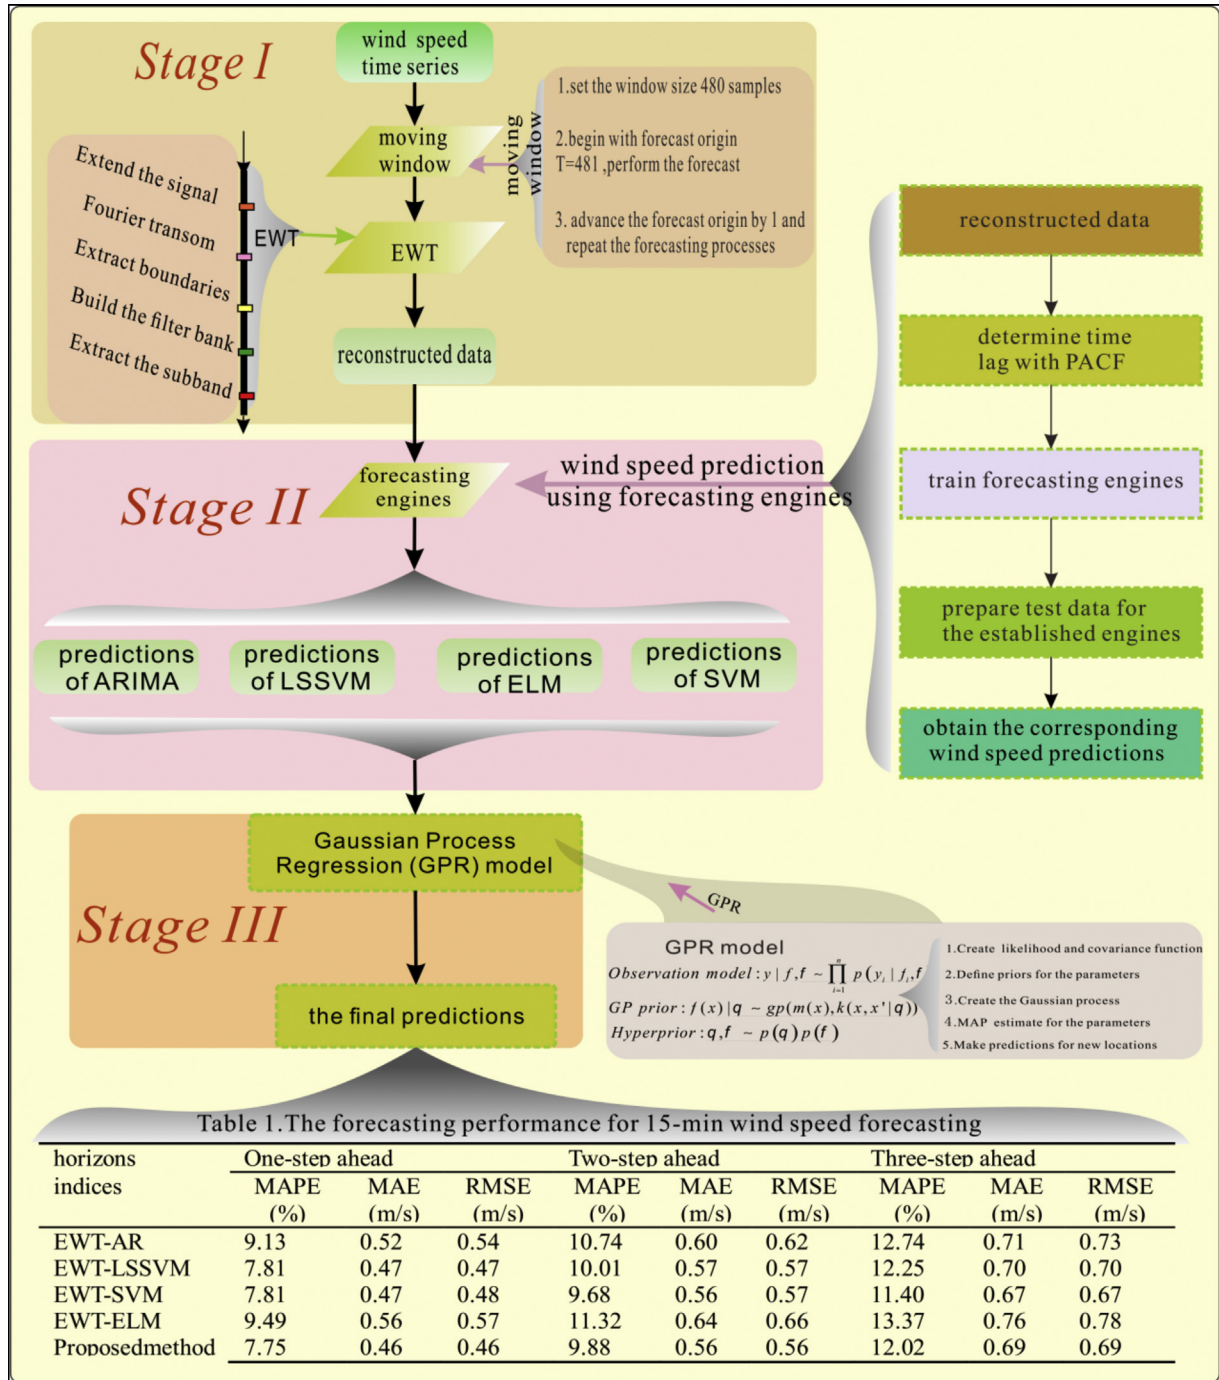 Stage I
wind speed
time series
moving
window
EWT
reconstructed data
moving
window
1.set the window size 480 samples
2.begin with forecast origin
T=481 ,perform the forecast
3. advance the forecast origin by 1 and
repeat the forecasting processes
Extend the signal
Fourier transom
Extract boundaries
Build the filter bank
Extract the subband
EWT
Stage II
forecasting
engines
wind speed prediction
using forecasting engines
reconstructed data
determine time
lag with PACF
train forecasting engines
prepare test data for
the established engines
obtain the corresponding
wind speed predictions
predictions
of ARIMA
predictions
of LSSVM
predictions
of ELM
predictions
of SVM
Stage III
Gaussian Process
Regression (GPR) model
the final predictions
GPR
GPR model
Observation model : y | f,f ~ ∏ⁿᵢ₌₁ p(yᵢ | fᵢ,f
GP prior : f(x)|q ~ gp(m(x),k(x,x'|q))
Hyperprior : q,f ~ p(q)p(f)
1.Create likelihood and covariance function
2.Define priors for the parameters
3.Create the Gaussian process
4.MAP estimate for the parameters
5.Make predictions for new locations
Table 1.The forecasting performance for 15-min wind speed forecasting
horizons One-step ahead Two-step ahead Three-step ahead
indices MAPE MAE RMSE MAPE MAE RMSE MAPE MAE RMSE
(%) (m/s) (m/s) (%) (m/s) (m/s) (%) (m/s) (m/s)
EWT-AR 9.13 0.52 0.54 10.74 0.60 0.62 12.74 0.71 0.73
EWT-LSSVM 7.81 0.47 0.47 10.01 0.57 0.57 12.25 0.70 0.70
EWT-SVM 7.81 0.47 0.48 9.68 0.56 0.57 11.40 0.67 0.67
EWT-ELM 9.49 0.56 0.57 11.32 0.64 0.66 13.37 0.76 0.78
Proposedmethod 7.75 0.46 0.46 9.88 0.56 0.56 12.02 0.69 0.69